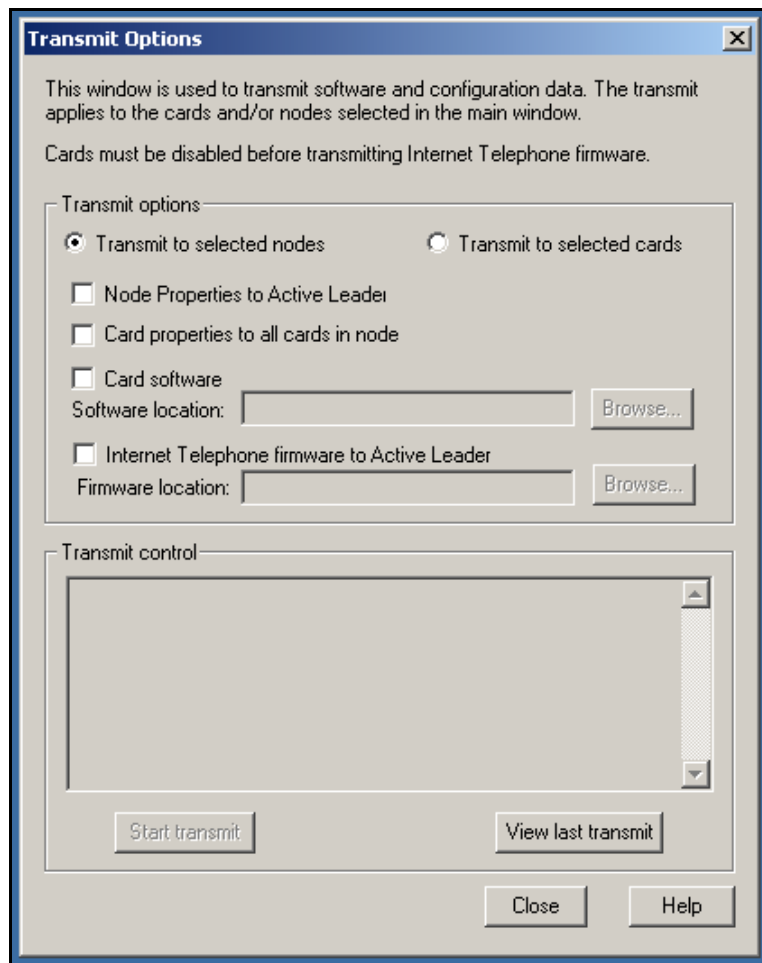 Transmit Options
This window is used to transmit software and configuration data. The transmit
applies to the cards and/or nodes selected in the main window.
Cards must be disabled before transmitting Internet Telephone firmware.
Transmit options
Transmit to selected nodes Transmit to selected cards
Node Properties to Active Leader
Card properties to all cards in node
Card software
Software location: Browse...
Internet Telephone firmware to Active Leader
Firmware location: Browse...
Transmit control
Start transmit View last transmit
Close Help